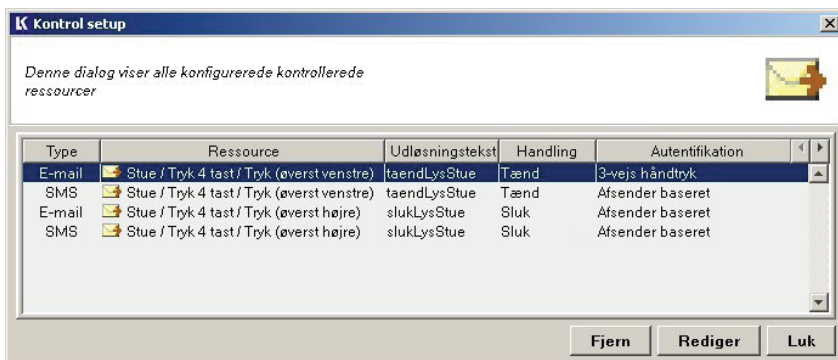 Kontrol setup
Denne dialog viser alle konfigurerede kontrollerede
ressourcer
Type Ressource Udløsningstekst Handling Autentifikation
E-mail Stue / Tryk 4 tast / Tryk (øverst venstre) taendLysStue Tænd 3-vejs håndtryk
SMS Stue / Tryk 4 tast / Tryk (øverst venstre) taendLysStue Tænd Afsender baseret
E-mail Stue / Tryk 4 tast / Tryk (øverst højre) slukLysStue Sluk Afsender baseret
SMS Stue / Tryk 4 tast / Tryk (øverst højre) slukLysStue Sluk Afsender baseret
Fjern Rediger Luk